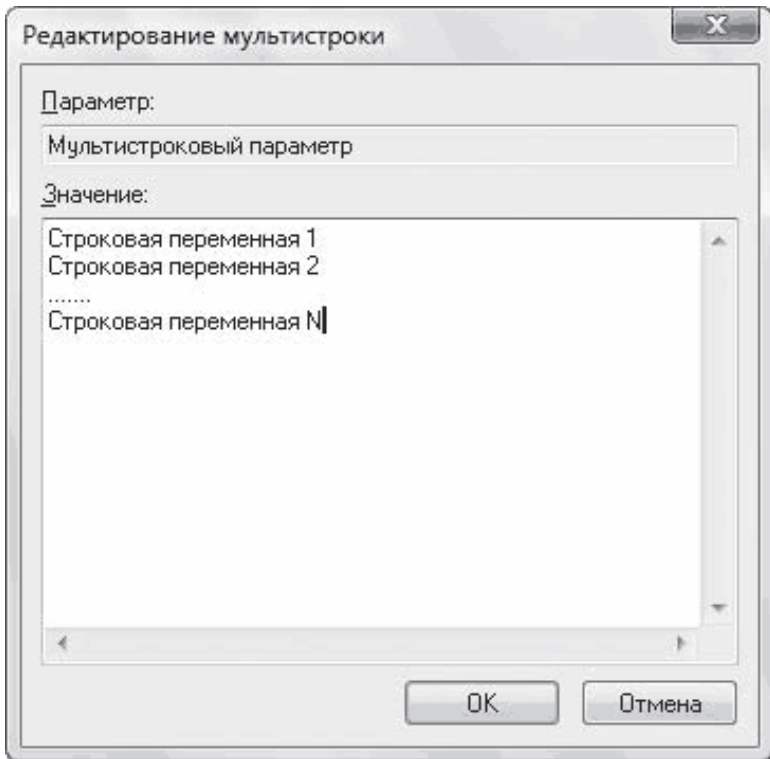 Редактирование мультистроки
Параметр:
Мультистроковый параметр
Значение:
Строковая переменная 1
Строковая переменная 2
.......
Строковая переменная N
OK
Отмена